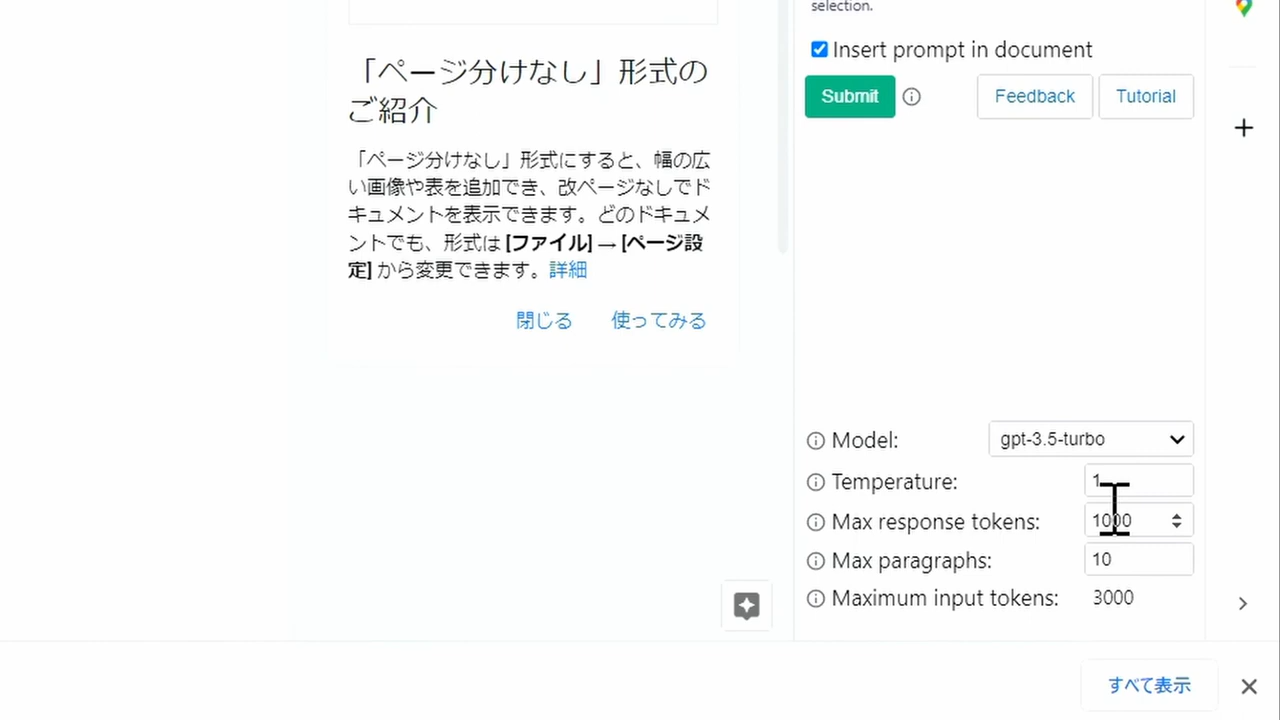 「ページ分けなし」形式の
ご紹介
「ページ分けなし」形式にすると、幅の広
い画像や表を追加でき、改ページなしでド
キュメントを表示できます。どのドキュメ
ントでも、形式は [ファイル] → [ページ設
定] から変更できます。詳細
閉じる 使ってみる
selection.
Insert prompt in document
Submit Feedback Tutorial
Model: gpt-3.5-turbo
Temperature: 1
Max response tokens: 1000
Max paragraphs: 10
Maximum input tokens: 3000
すべて表示